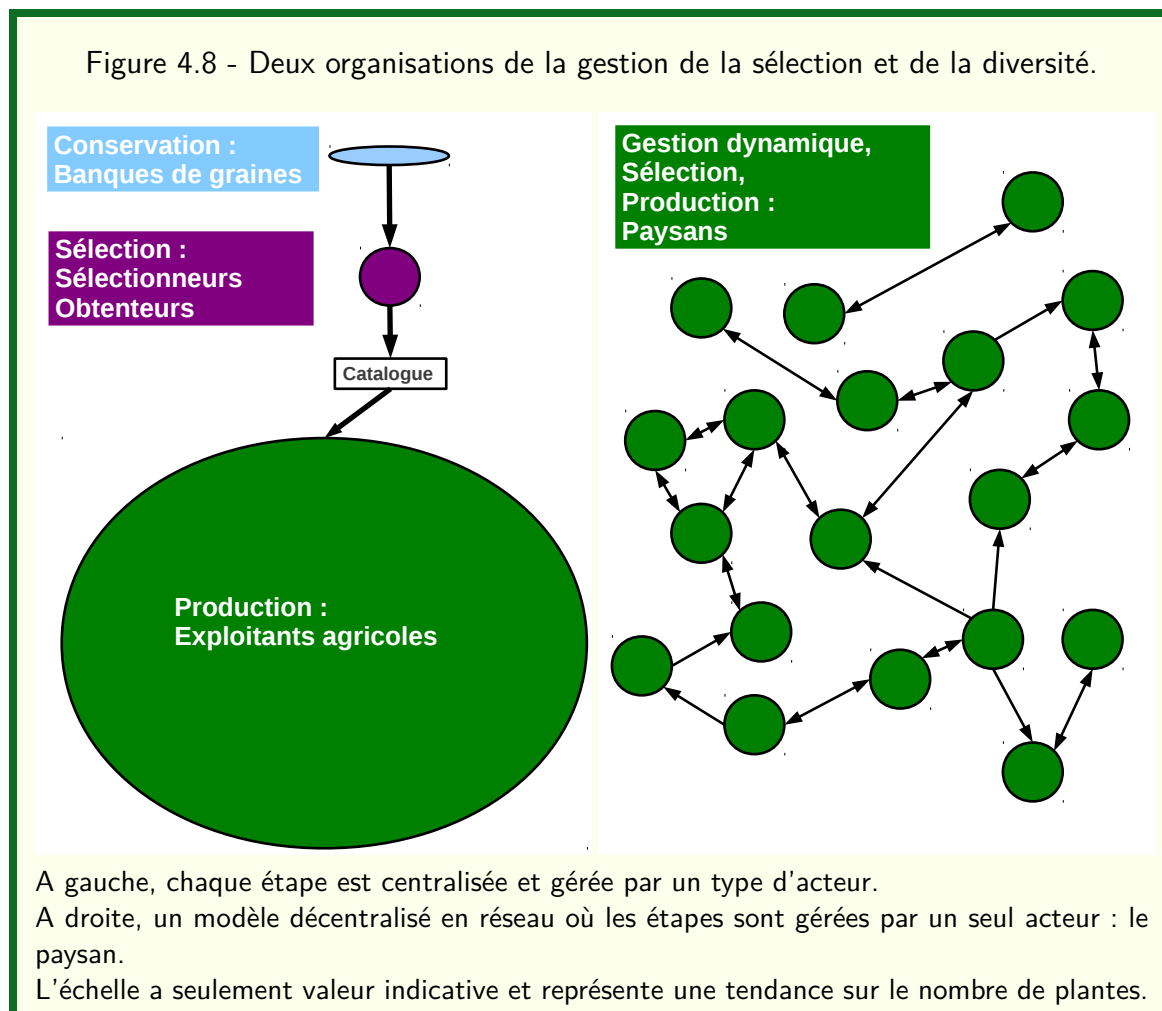 Figure 4.8 - Deux organisations de la gestion de la sélection et de la diversité.
Conservation :
Banques de graines
Sélection :
Sélectionneurs
Obtenteurs
Catalogue
Production :
Exploitants agricoles
Gestion dynamique,
Sélection,
Production :
Paysans
A gauche, chaque étape est centralisée et gérée par un type d'acteur.
A droite, un modèle décentralisé en réseau où les étapes sont gérées par un seul acteur : le
paysan.
L'échelle a seulement valeur indicative et représente une tendance sur le nombre de plantes.